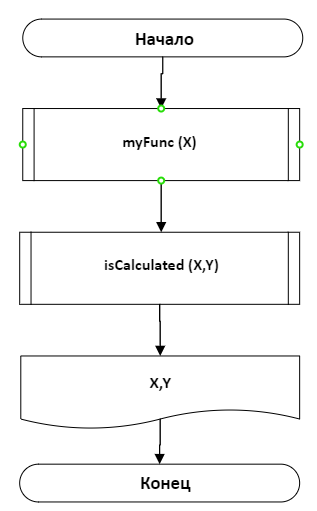 Начало
myFunc (X)
isCalculated (X,Y)
X,Y
Конец